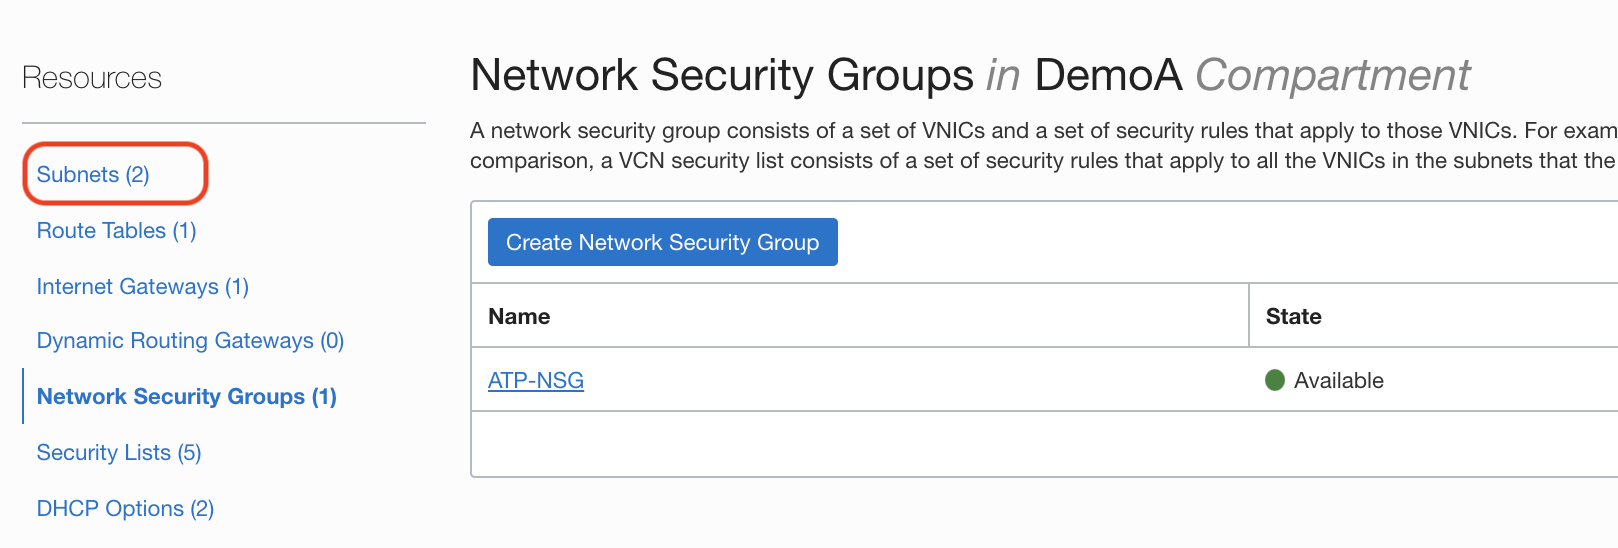 Resources
Subnets (2)
Route Tables (1)
Internet Gateways (1)
Dynamic Routing Gateways (0)
Network Security Groups (1)
Security Lists (5)
DHCP Options (2)
Network Security Groups in DemoA Compartment
A network security group consists of a set of VNICs and a set of security rules that apply to those VNICs. For exam
comparison, a VCN security list consists of a set of security rules that apply to all the VNICs in the subnets that the
Create Network Security Group
Name State
ATP-NSG Available